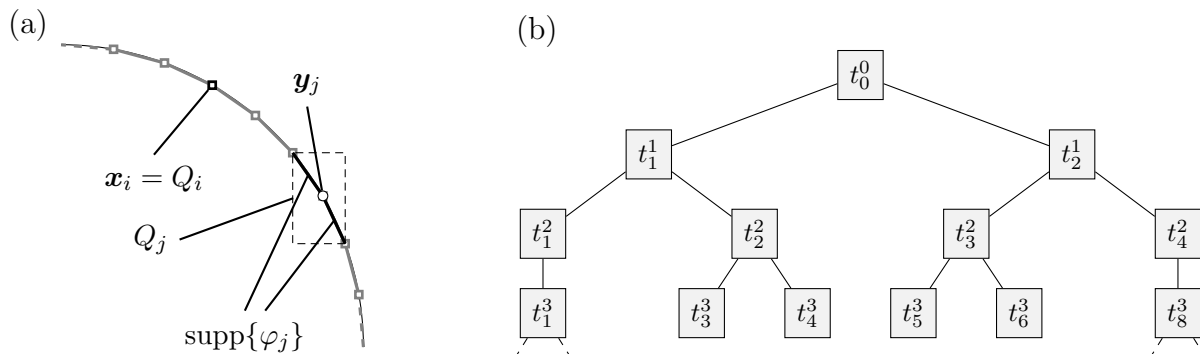 (a)
𝒚_j
𝒙_i = Q_i
Q_j
supp{φ_j}
(b)
t_0^0
t_1^1 t_2^1
t_1^2 t_2^2 t_3^2 t_4^2
t_1^3 t_3^3 t_4^3 t_5^3 t_6^3 t_8^3